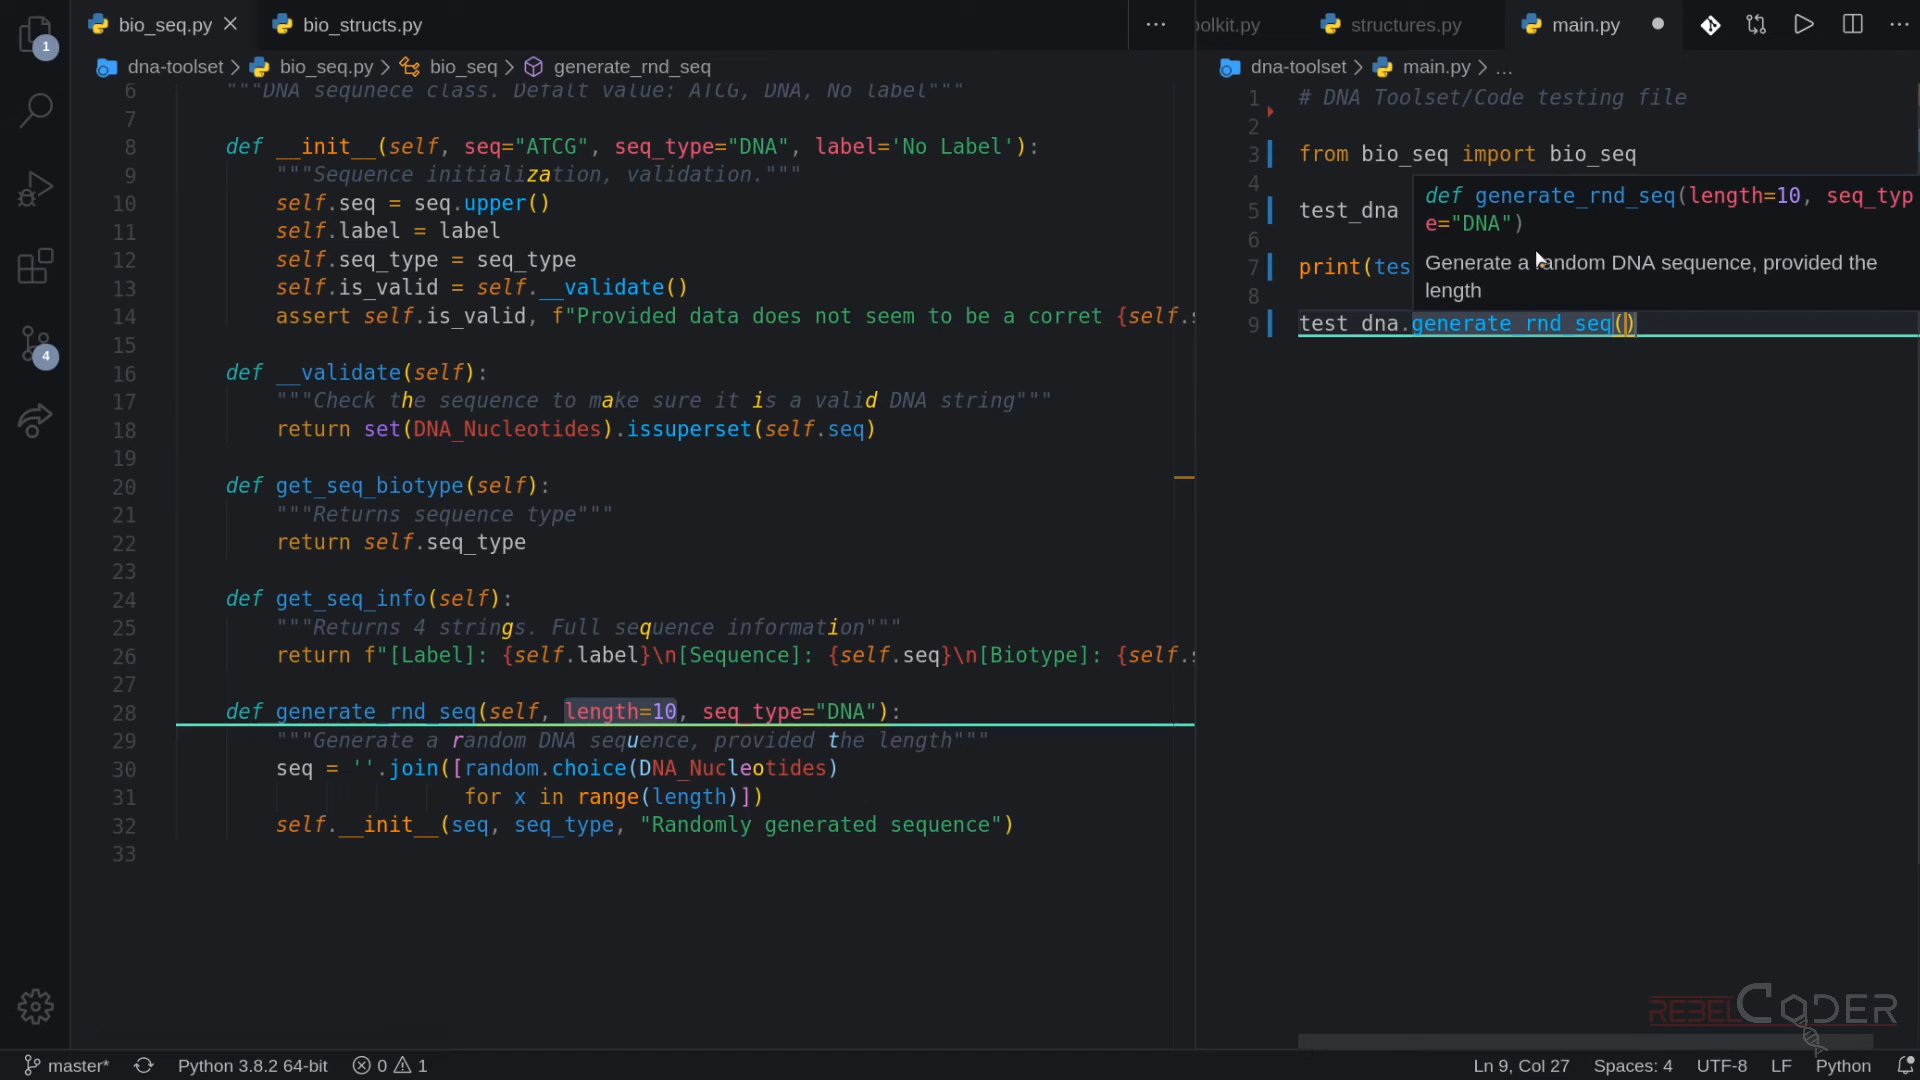 1
4
bio_seq.py
bio_structs.py
···
dna-toolset > bio_seq.py > bio_seq > generate_rnd_seq
6 """DNA sequnece class. Defalt value: ATCG, DNA, No label"""
7
8 def __init__(self, seq="ATCG", seq_type="DNA", label='No Label'):
9 """Sequence initialization, validation."""
10 self.seq = seq.upper()
11 self.label = label
12 self.seq_type = seq_type
13 self.is_valid = self.__validate()
14 assert self.is_valid, f"Provided data does not seem to be a corret {self.s
15
16 def __validate(self):
17 """Check the sequence to make sure it is a valid DNA string"""
18 return set(DNA_Nucleotides).issuperset(self.seq)
19
20 def get_seq_biotype(self):
21 """Returns sequence type"""
22 return self.seq_type
23
24 def get_seq_info(self):
25 """Returns 4 strings. Full sequence information"""
26 return f"[Label]: {self.label}\n[Sequence]: {self.seq}\n[Biotype]: {self.s
27
28 def generate_rnd_seq(self, length=10, seq_type="DNA"):
29 """Generate a random DNA sequence, provided the length"""
30 seq = ''.join([random.choice(DNA_Nucleotides)
31 for x in range(length)])
32 self.__init__(seq, seq_type, "Randomly generated sequence")
33
olkit.py
structures.py
main.py
···
dna-toolset > main.py > ...
1 # DNA Toolset/Code testing file
2
3 from bio_seq import bio_seq
4
5 test_dna
6
7 print(tes
8
9 test_dna.generate_rnd_seq()
def generate_rnd_seq(length=10, seq_typ
e="DNA")
Generate a random DNA sequence, provided the
length
REBELCODER
master* Python 3.8.2 64-bit 0 1 Ln 9, Col 27 Spaces: 4 UTF-8 LF Python